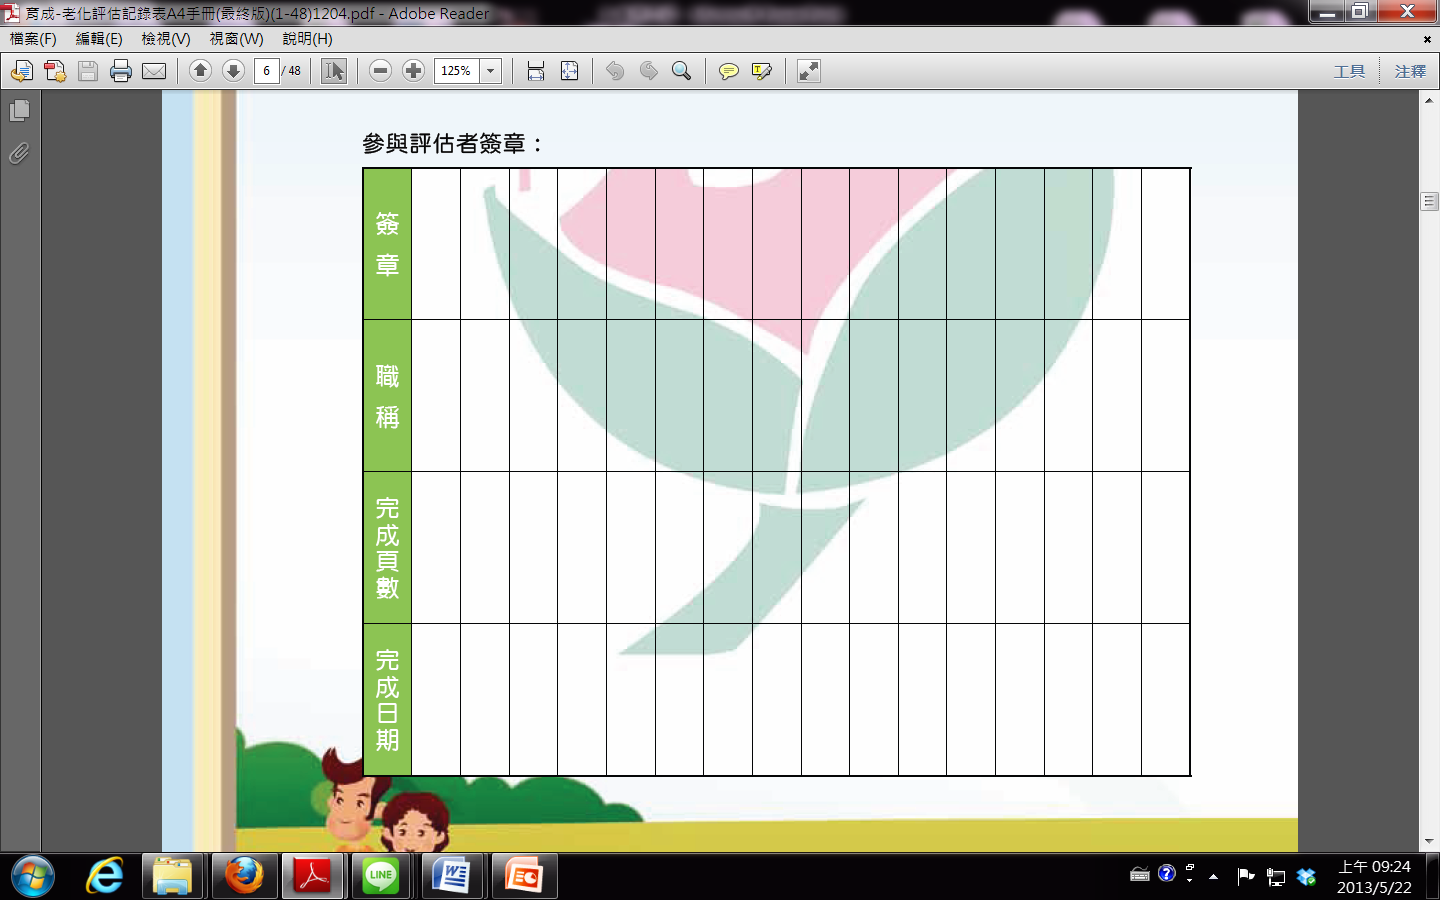 育成-老化評估記錄表A4手冊(最終版)(1-48)1204.pdf - Adobe Reader
檔案(F) 編輯(E) 檢視(V) 視窗(W) 說明(H)
6 / 48 125% 工具 注釋
參與評估者簽章：
簽章
職稱
完成頁數
完成日期
LINE
上午 09:24
2013/5/22